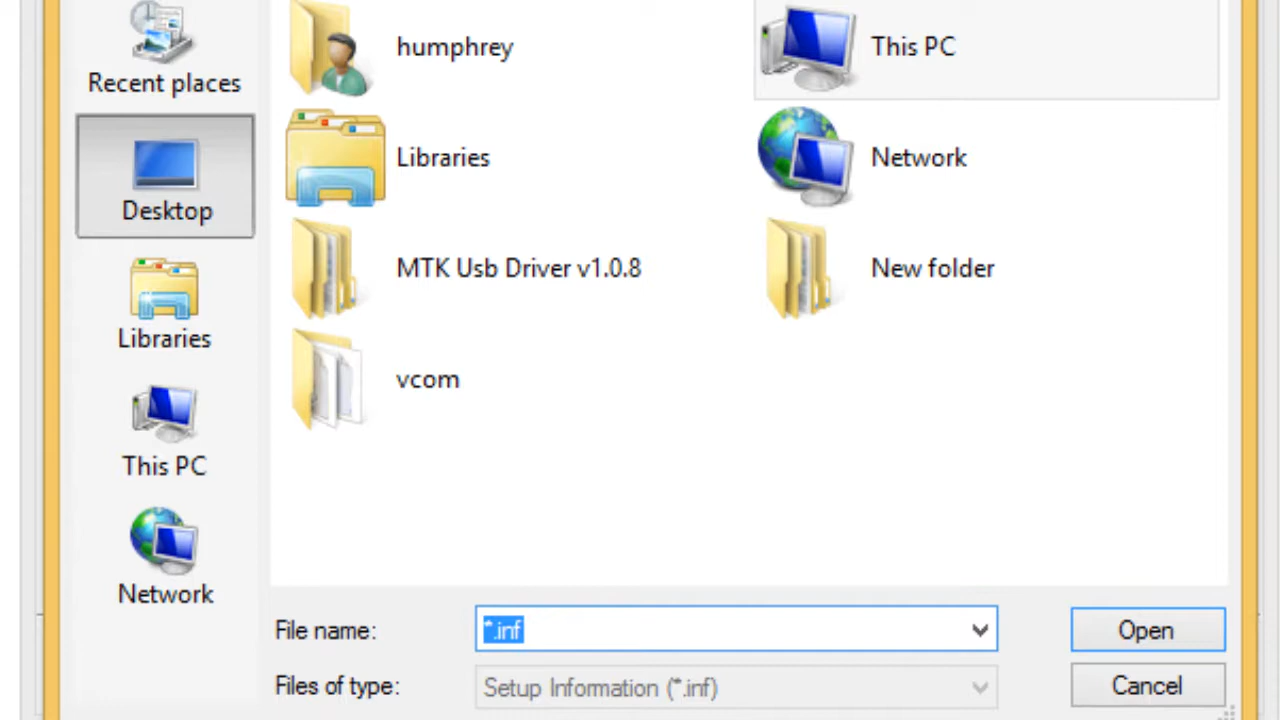 Recent places
Desktop
Libraries
This PC
Network
humphrey
This PC
Libraries
Network
MTK Usb Driver v1.0.8
New folder
vcom
File name:
*.inf
Open
Files of type:
Setup Information (*.inf)
Cancel